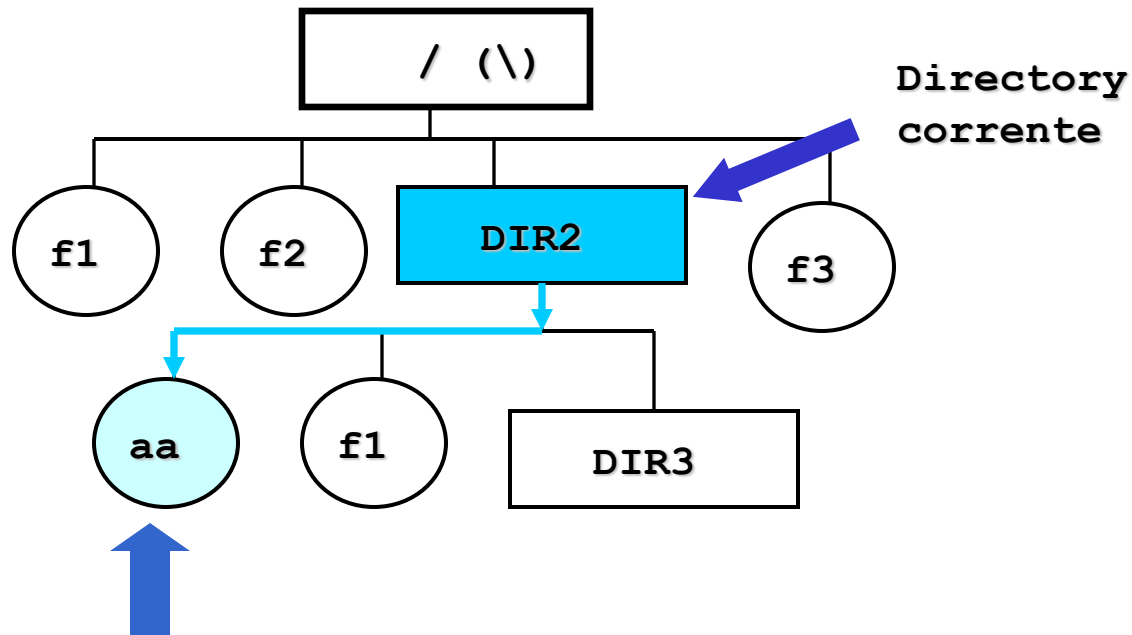 / (\)
Directory
corrente
f1
f2
DIR2
f3
aa
f1
DIR3